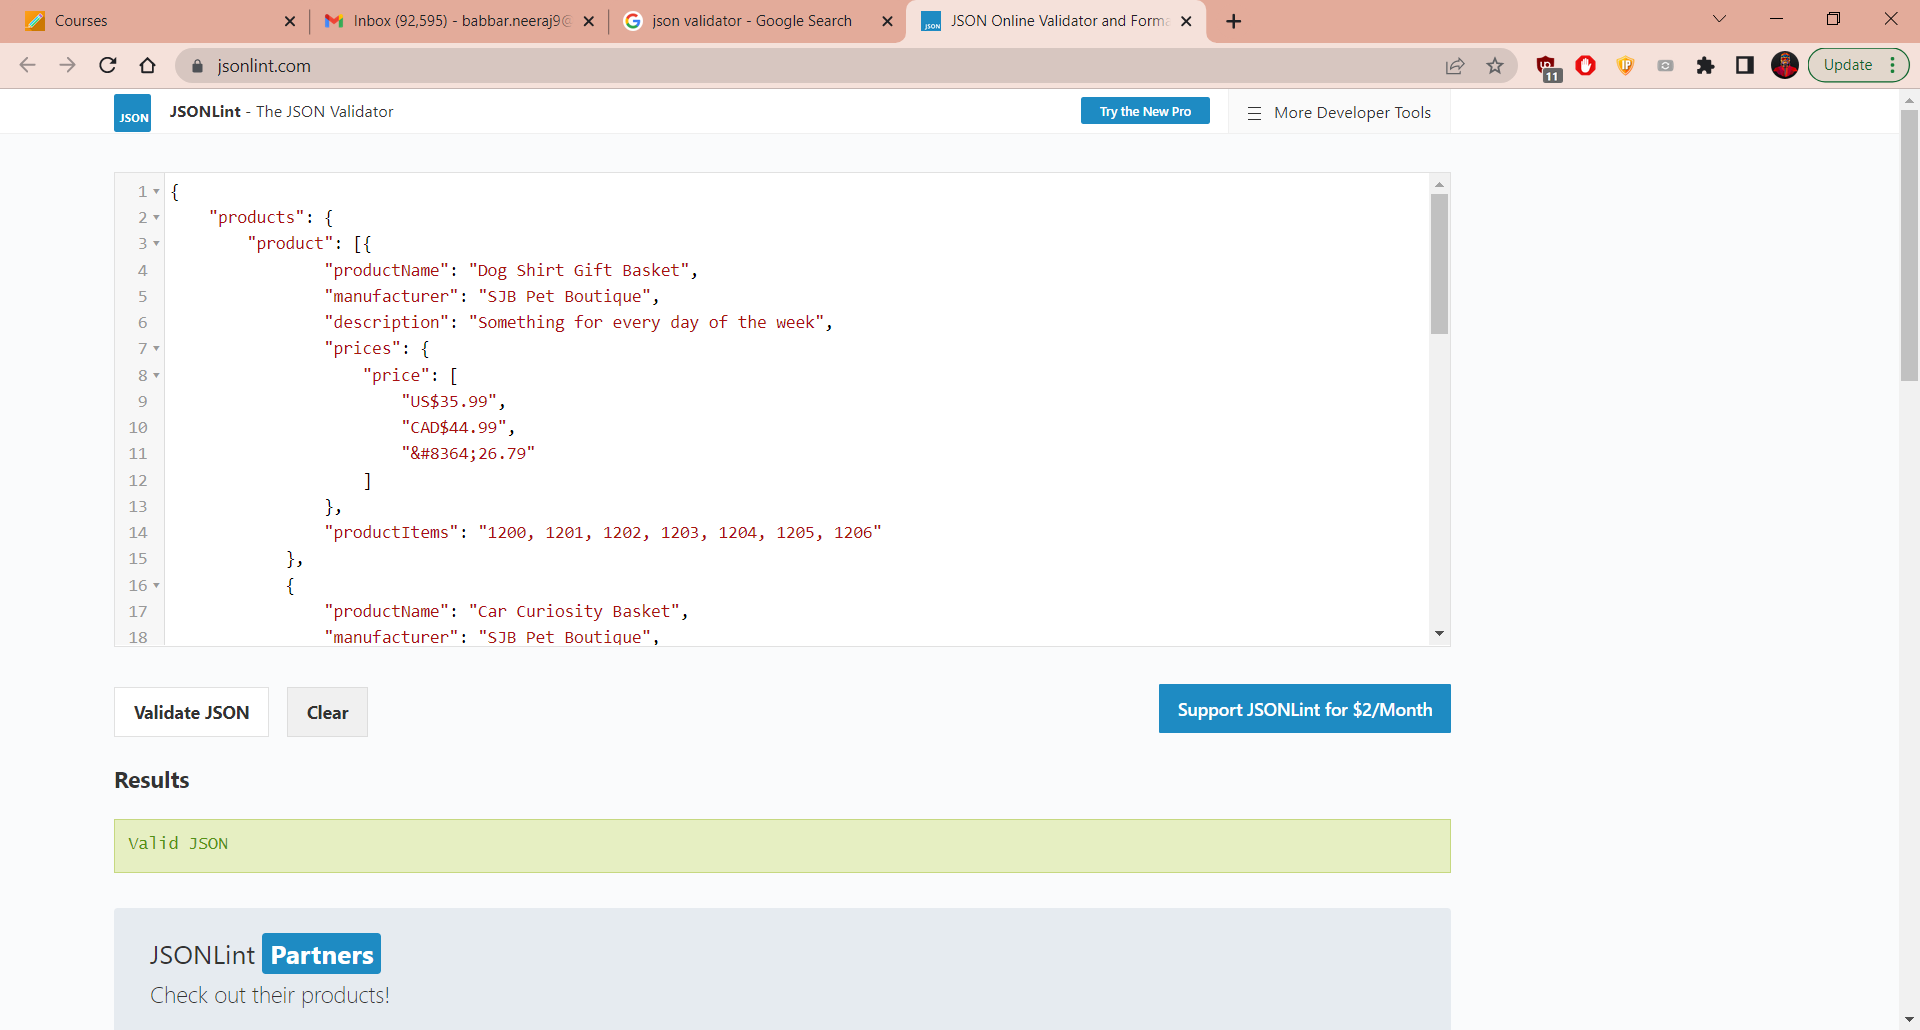 Courses
Inbox (92,595) - babbar.neeraj9@
json validator - Google Search
JSON Online Validator and Forma
jsonlint.com
11
Update
JSON
JSONLint - The JSON Validator
Try the New Pro
More Developer Tools
1 {
2 "products": {
3 "product": [{
4 "productName": "Dog Shirt Gift Basket",
5 "manufacturer": "SJB Pet Boutique",
6 "description": "Something for every day of the week",
7 "prices": {
8 "price": [
9 "US$35.99",
10 "CAD$44.99",
11 "&#8364;26.79"
12 ]
13 },
14 "productItems": "1200, 1201, 1202, 1203, 1204, 1205, 1206"
15 },
16 {
17 "productName": "Car Curiosity Basket",
18 "manufacturer": "SJB Pet Boutique",
Validate JSON
Clear
Support JSONLint for $2/Month
Results
Valid JSON
JSONLint Partners
Check out their products!